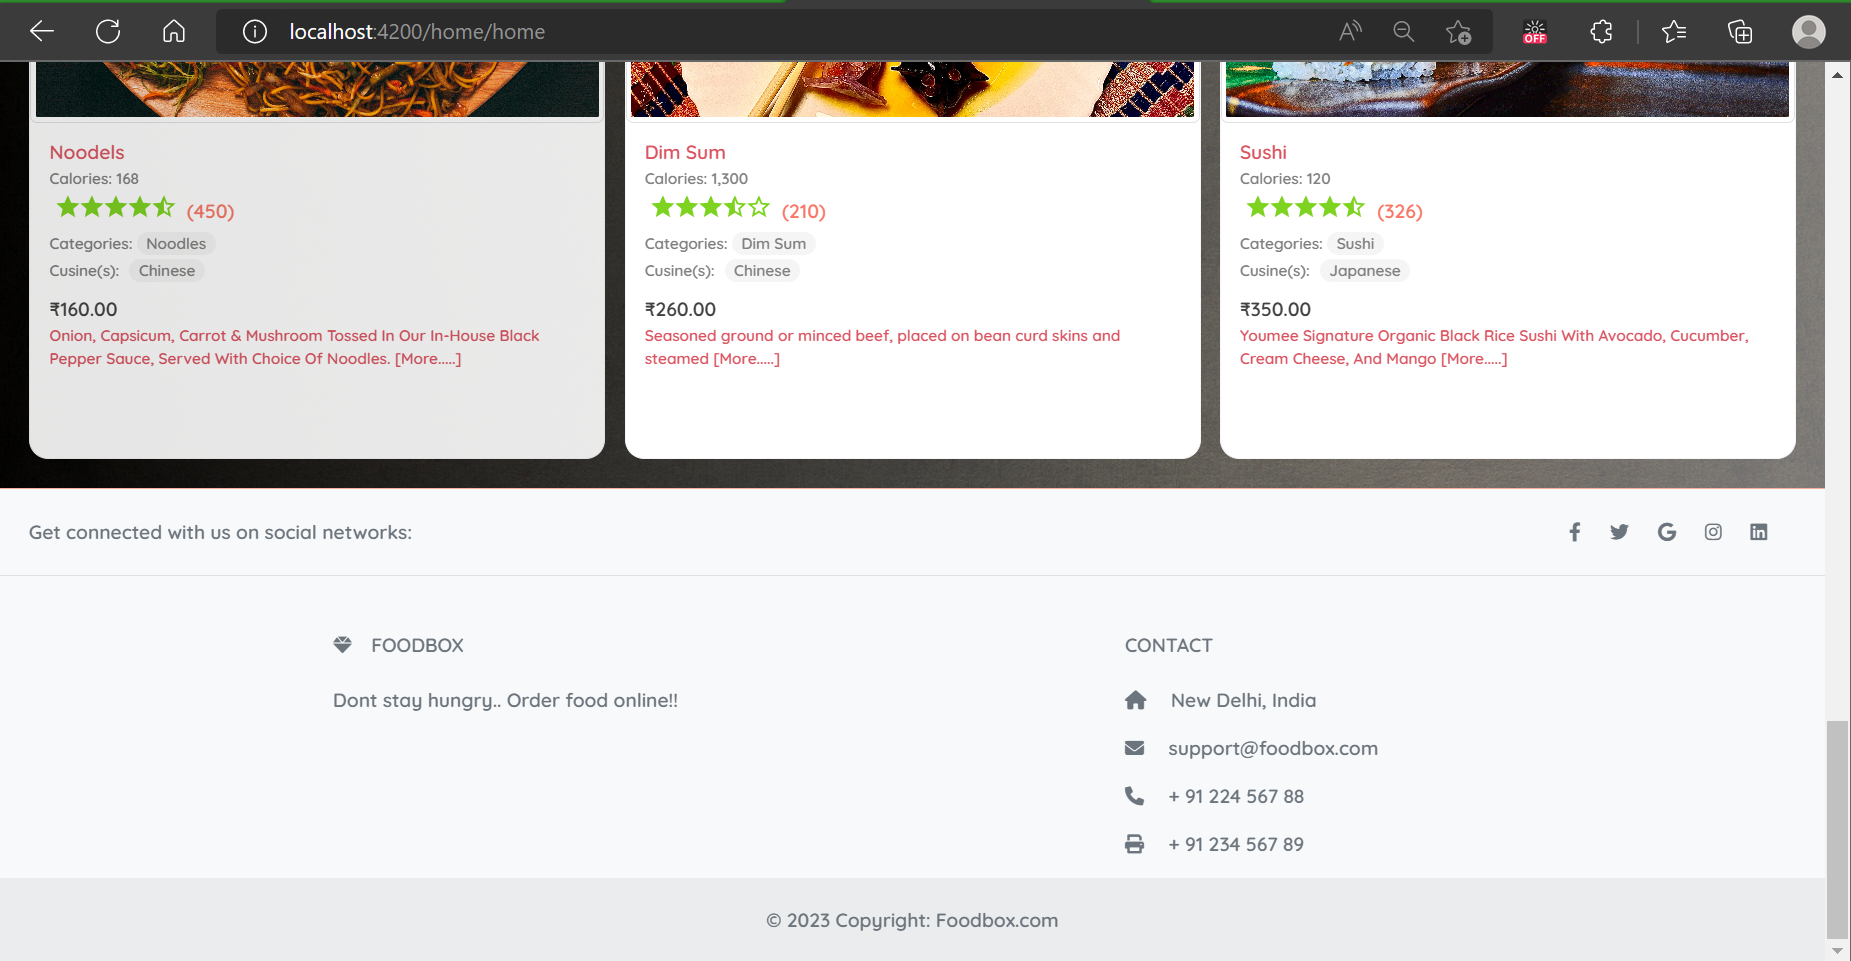 localhost:4200/home/home
OFF
Noodels
Calories: 168
(450)
Categories: Noodles
Cusine(s): Chinese
₹160.00
Onion, Capsicum, Carrot & Mushroom Tossed In Our In-House Black
Pepper Sauce, Served With Choice Of Noodles. [More.....]
Dim Sum
Calories: 1,300
(210)
Categories: Dim Sum
Cusine(s): Chinese
₹260.00
Seasoned ground or minced beef, placed on bean curd skins and
steamed [More.....]
Sushi
Calories: 120
(326)
Categories: Sushi
Cusine(s): Japanese
₹350.00
Youmee Signature Organic Black Rice Sushi With Avocado, Cucumber,
Cream Cheese, And Mango [More.....]
Get connected with us on social networks:
FOODBOX
Dont stay hungry.. Order food online!!
CONTACT
New Delhi, India
support@foodbox.com
+ 91 224 567 88
+ 91 234 567 89
© 2023 Copyright: Foodbox.com